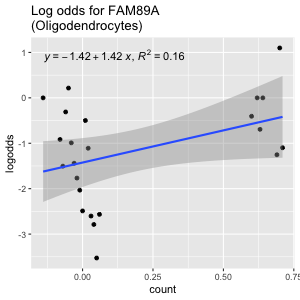 Log odds for FAM89A
(Oligodendrocytes)
y = −1.42 + 1.42 x, R² = 0.16
1
0
-1
-2
-3
logodds
0.00 0.25 0.50 0.75
count